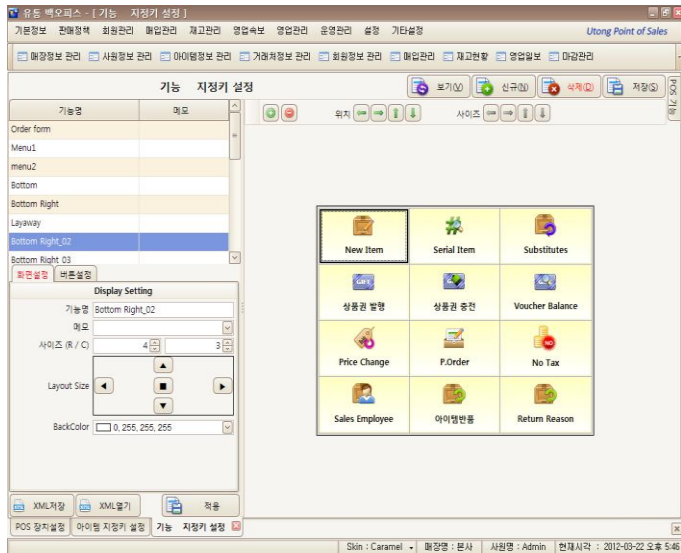 유통 백오피스 - [ 기능 지정키 설정 ]
기본정보 판매정책 회원관리 매입관리 재고관리 영업속보 영업관리 운영관리 설정 기타설정 Utong Point of Sales
매장정보 관리 사원정보 관리 아이템정보 관리 거래처정보 관리 회원정보 관리 매입관리 재고현황 영업일보 마감관리
기능 지정키 설정 보기(V) 신규(N) 삭제(D) 저장(S)
POS 기능
기능명 메모
위치 사이즈
Order form
Menu1
menu2
Bottom
Bottom Right
Layaway
Bottom Right_02
Bottom Right 03
New Item Serial Item Substitutes
상품권 발행 상품권 충전 Voucher Balance
Price Change P.Order No Tax
NO
Sales Employee 아이템반품 Return Reason
화면설정 버튼설정
Display Setting
기능명 Bottom Right_02
메모
사이즈 (R / C) 4 3
Layout Size
BackColor 0, 255, 255, 255
XML저장 XML열기 적용
POS 장치설정 아이템 지정키 설정 기능 지정키 설정
Skin : Caramel 매장명 : 본사 사원명 : Admin 현재시각 : 2012-03-22 오후 5:46